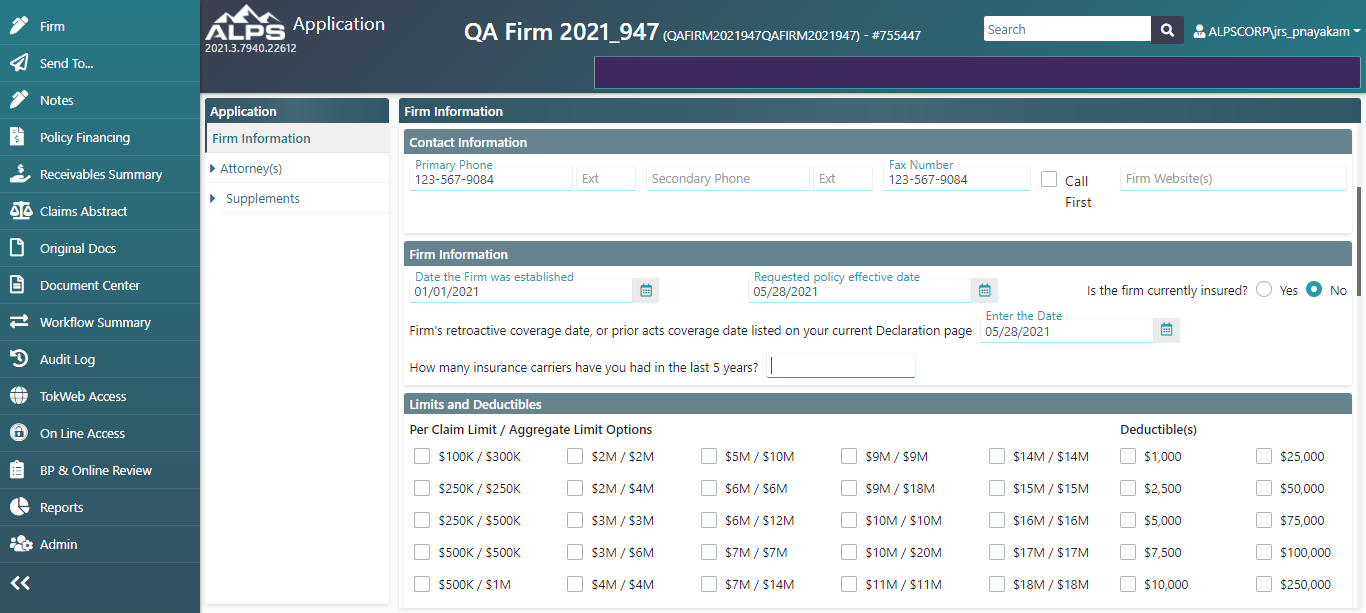 Firm
Send To...
Notes
Policy Financing
Receivables Summary
Claims Abstract
Original Docs
Document Center
Workflow Summary
Audit Log
TokWeb Access
On Line Access
BP & Online Review
Reports
Admin
ALPS Application
2021.3.7940.22612
QA Firm 2021_947 (QAFIRM2021947QAFIRM2021947) - #755447
Search
ALPSCORP\jrs_pnayakam
Application
Firm Information
Attorney(s)
Supplements
Firm Information
Contact Information
Primary Phone Fax Number
123-567-9084 Ext Secondary Phone Ext 123-567-9084 Call First Firm Website(s)
Firm Information
Date the Firm was established Requested policy effective date
01/01/2021 05/28/2021 Is the firm currently insured? Yes No
Enter the Date
Firm's retroactive coverage date, or prior acts coverage date listed on your current Declaration page 05/28/2021
How many insurance carriers have you had in the last 5 years?
Limits and Deductibles
Per Claim Limit / Aggregate Limit Options Deductible(s)
$100K / $300K $2M / $2M $5M / $10M $9M / $9M $14M / $14M $1,000 $25,000
$250K / $250K $2M / $4M $6M / $6M $9M / $18M $15M / $15M $2,500 $50,000
$250K / $500K $3M / $3M $6M / $12M $10M / $10M $16M / $16M $5,000 $75,000
$500K / $500K $3M / $6M $7M / $7M $10M / $20M $17M / $17M $7,500 $100,000
$500K / $1M $4M / $4M $7M / $14M $11M / $11M $18M / $18M $10,000 $250,000